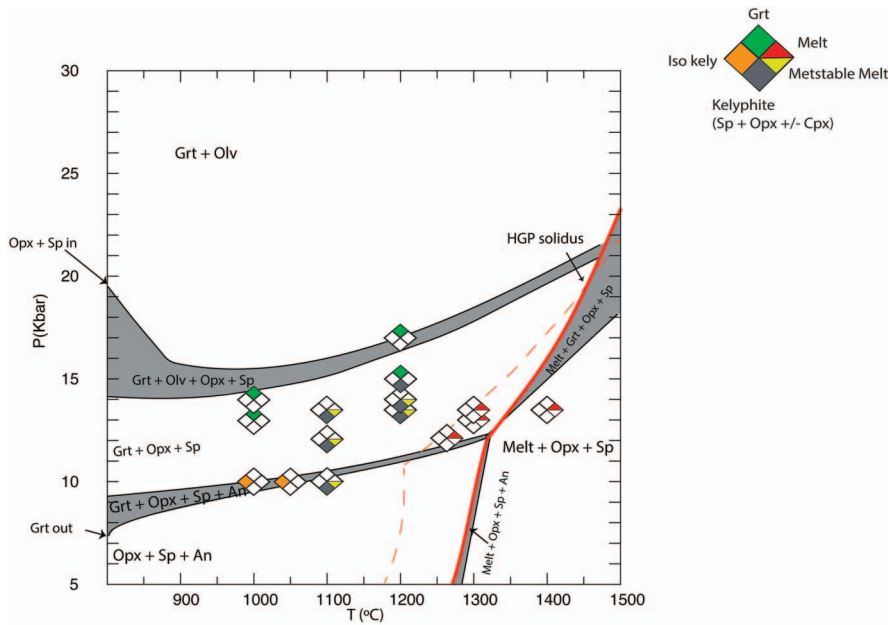 Grt
Iso kely
Melt
Metstable Melt
Kelyphite
(Sp + Opx +/- Cpx)
30
25
20
15
10
5
P(Kbar)
Grt + Olv
Opx + Sp in
HGP solidus
Melt + Grt + Opx + Sp
Grt + Olv + Opx + Sp
Grt + Opx + Sp
Melt + Opx + Sp
Grt + Opx + Sp + An
Grt out
Opx + Sp + An
Melt + Opx + Sp + An
900
1000
1100
1200
1300
1400
1500
T (ºC)